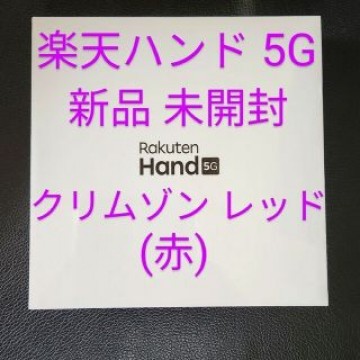 楽天ハンド 5G
新品 未開封
Rakuten
Hand 5G
クリムゾン レッド
(赤)